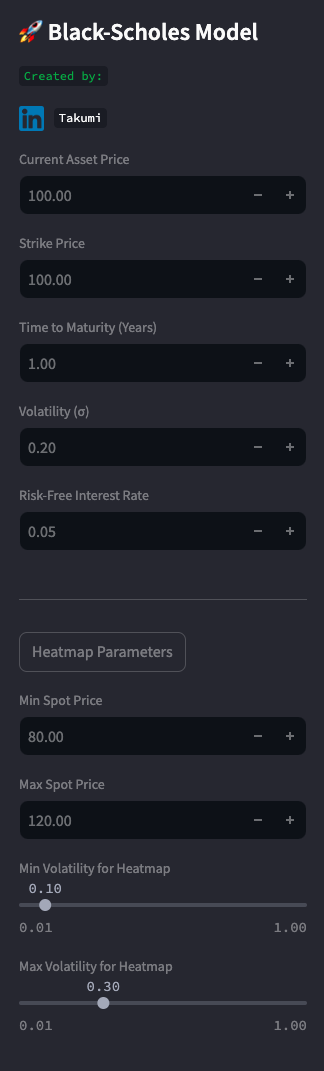 🚀 Black-Scholes Model
Created by:
in Takumi
Current Asset Price
100.00 − +
Strike Price
100.00 − +
Time to Maturity (Years)
1.00 − +
Volatility (σ)
0.20 − +
Risk-Free Interest Rate
0.05 − +
Heatmap Parameters
Min Spot Price
80.00 − +
Max Spot Price
120.00 − +
Min Volatility for Heatmap
0.10
0.01 1.00
Max Volatility for Heatmap
0.30
0.01 1.00